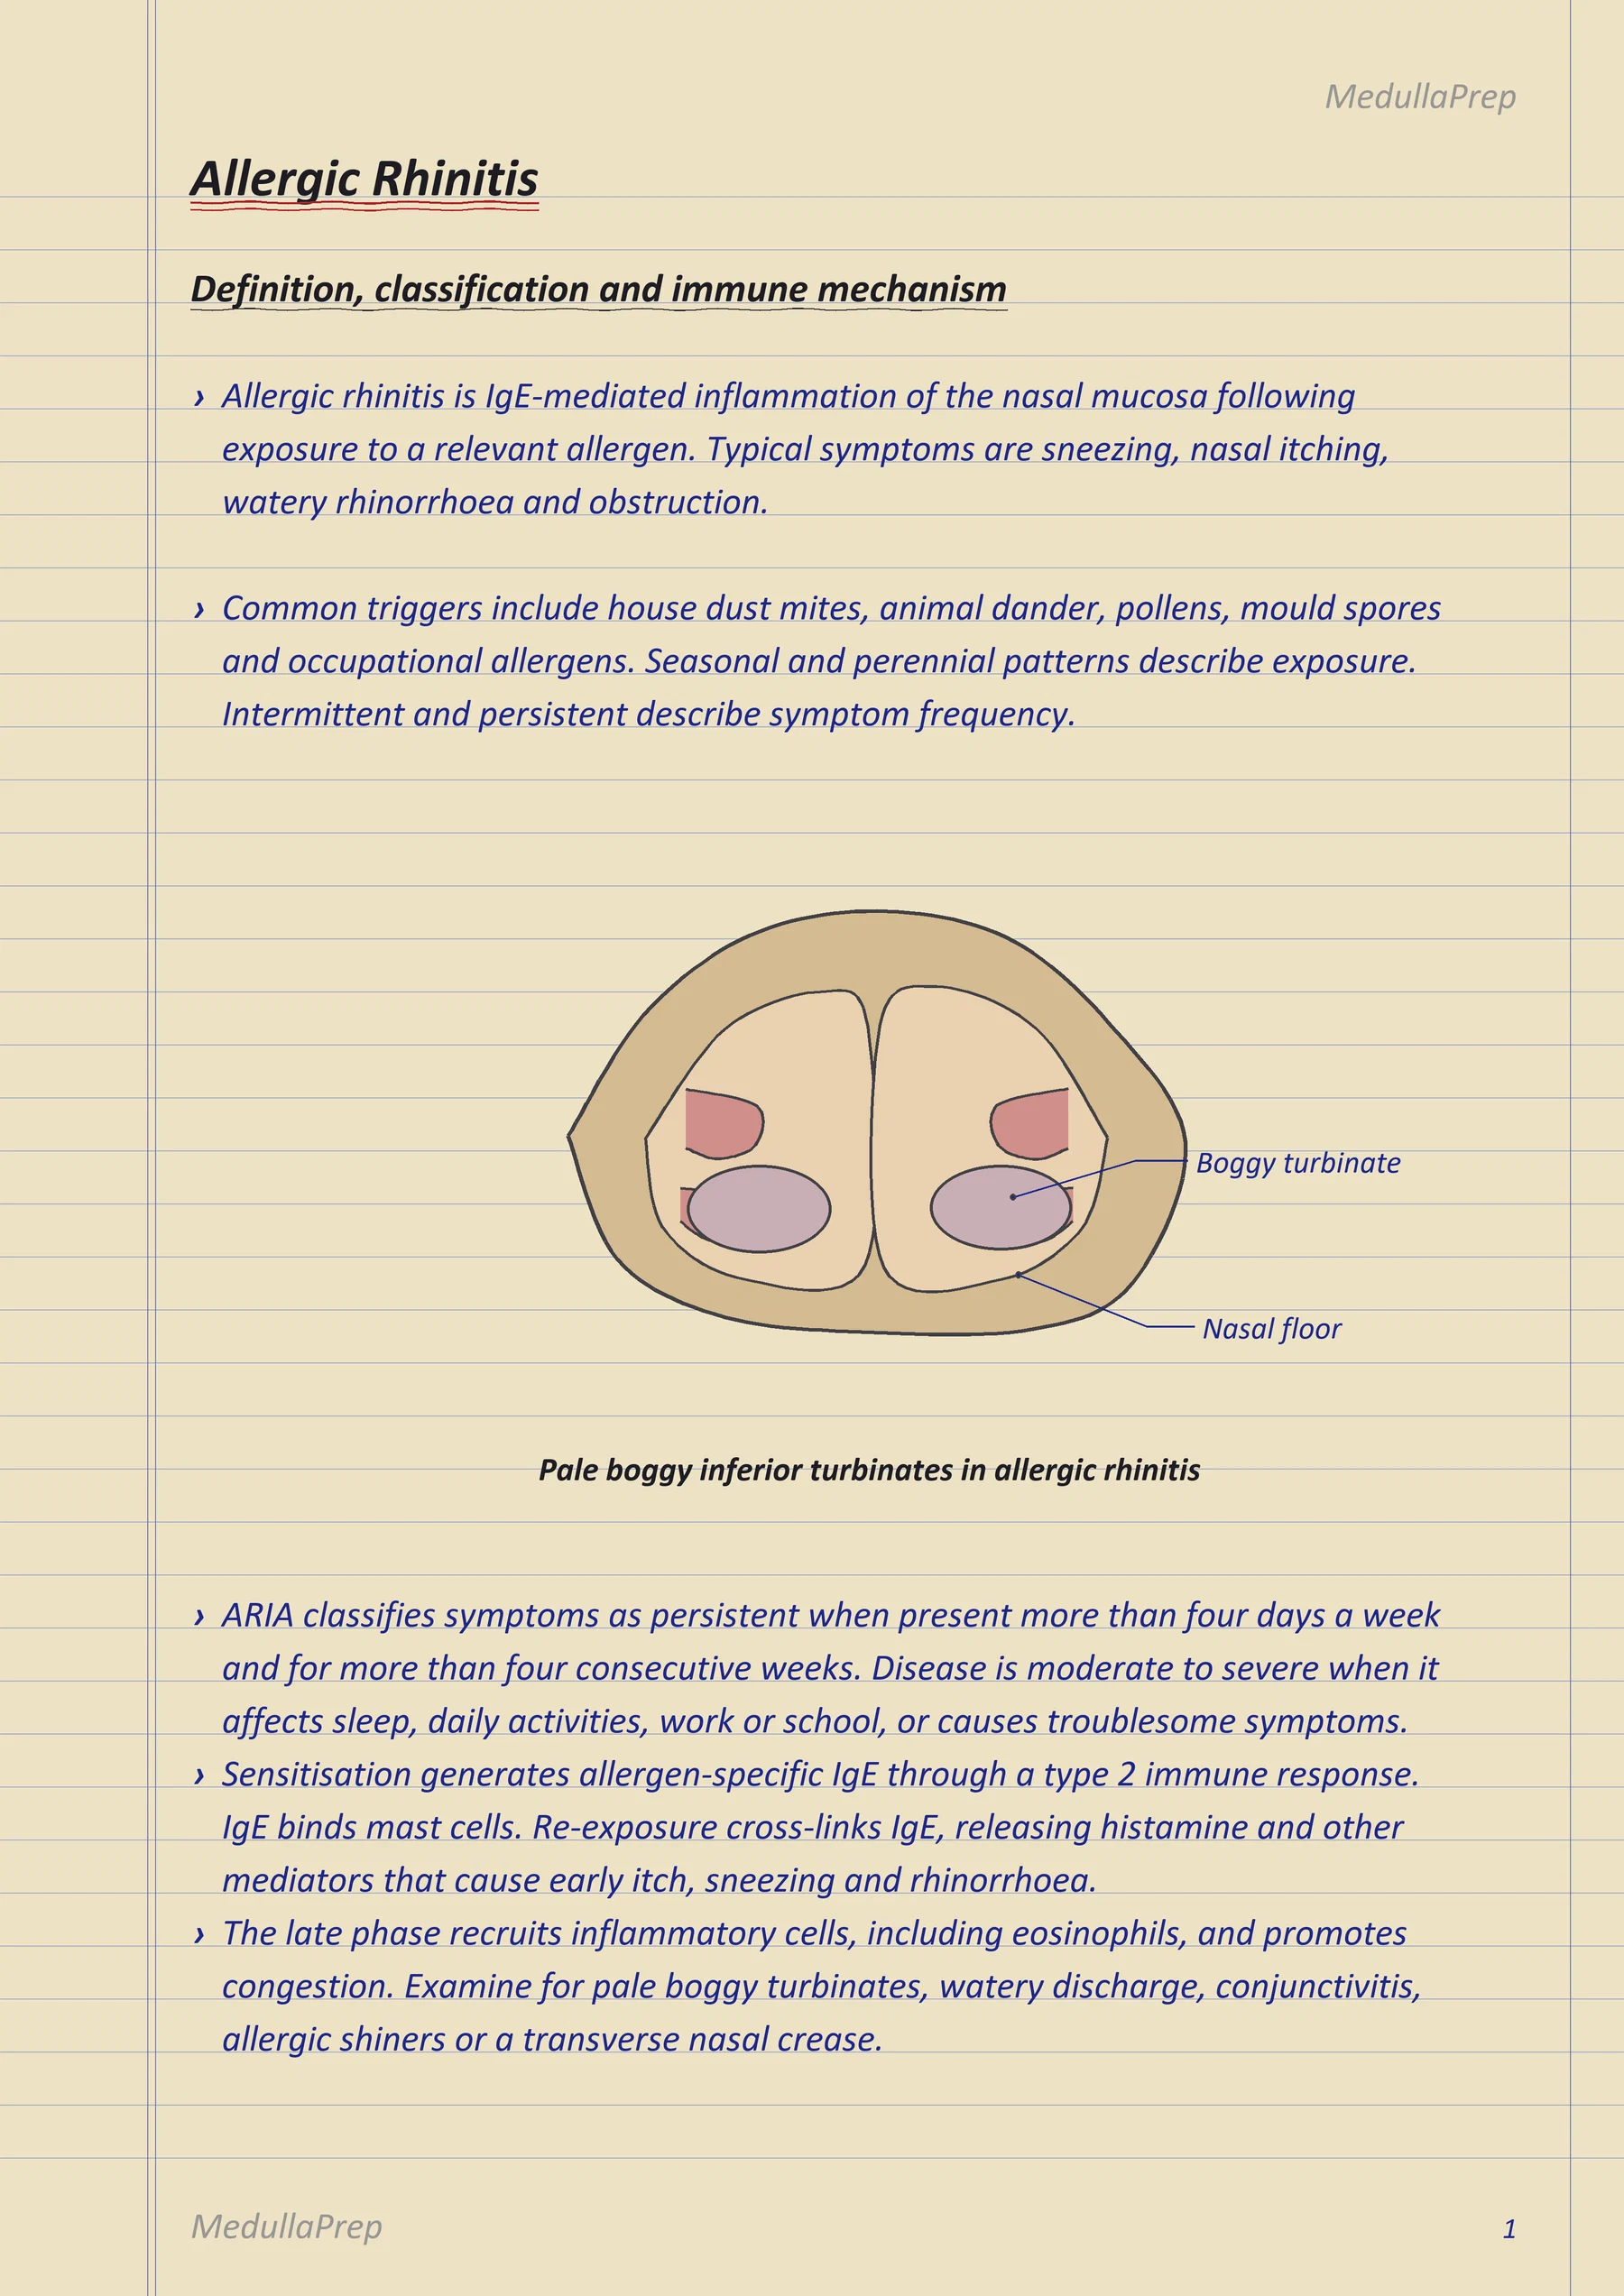 MedullaPrep
Allergic Rhinitis
Definition, classification and immune mechanism
› Allergic rhinitis is IgE-mediated inflammation of the nasal mucosa following
exposure to a relevant allergen. Typical symptoms are sneezing, nasal itching,
watery rhinorrhoea and obstruction.
› Common triggers include house dust mites, animal dander, pollens, mould spores
and occupational allergens. Seasonal and perennial patterns describe exposure.
Intermittent and persistent describe symptom frequency.
Boggy turbinate
Nasal floor
Pale boggy inferior turbinates in allergic rhinitis
› ARIA classifies symptoms as persistent when present more than four days a week
and for more than four consecutive weeks. Disease is moderate to severe when it
affects sleep, daily activities, work or school, or causes troublesome symptoms.
› Sensitisation generates allergen-specific IgE through a type 2 immune response.
IgE binds mast cells. Re-exposure cross-links IgE, releasing histamine and other
mediators that cause early itch, sneezing and rhinorrhoea.
› The late phase recruits inflammatory cells, including eosinophils, and promotes
congestion. Examine for pale boggy turbinates, watery discharge, conjunctivitis,
allergic shiners or a transverse nasal crease.
MedullaPrep
1